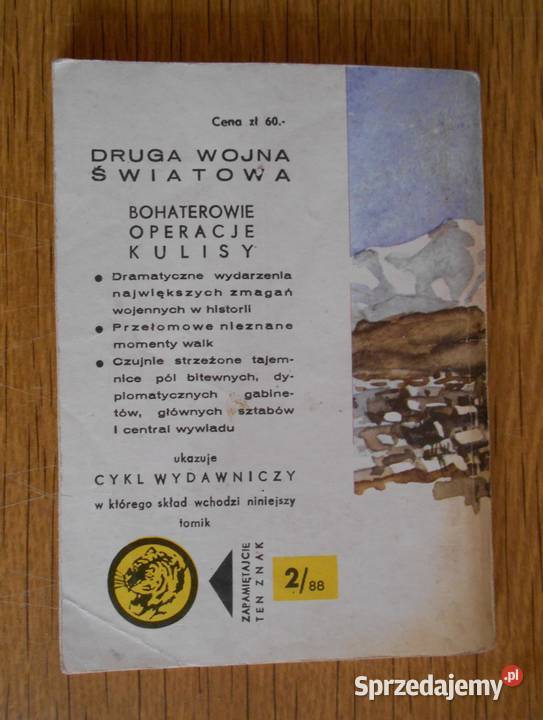 Cena zł 60.-
DRUGA WOJNA
ŚWIATOWA
BOHATEROWIE
OPERACJE
KULISY
● Dramatyczne wydarzenia
największych zmagań
wojennych w historii
● Przełomowe nieznane
momenty walk
● Czujnie strzeżone tajem-
nice pól bitewnych, dy-
plomatycznych gabine-
tów, głównych sztabów
i central wywiadu
ukazuje
CYKL WYDAWNICZY
w którego skład wchodzi niniejszy
tomik
ZAPAMIĘTAJCIE
TEN ZNAK
2/88
Sprzedajemy.pl